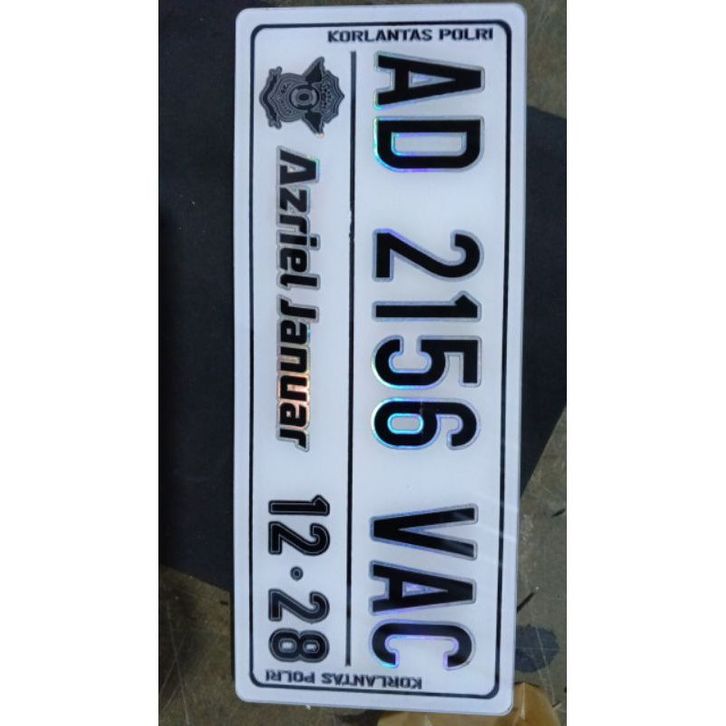 KORLANTAS POLRI
AD 2156 VAC
Azriel Januar 12•28
KORLANTAS POLRI